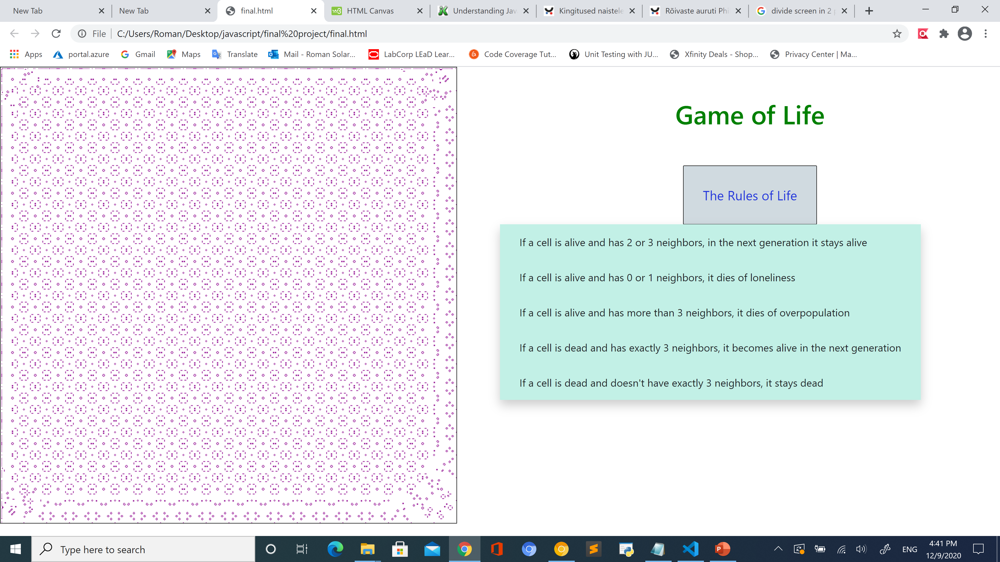 New Tab
New Tab
final.html
HTML Canvas
Understanding Jav
Kingitused naistele
Rõivaste auruti Phi
divide screen in 2 p
File
C:/Users/Roman/Desktop/javascript/final%20project/final.html
Apps
portal.azure
Gmail
Maps
Translate
Mail - Roman Solar...
LabCorp LEaD Lear...
Code Coverage Tut...
Unit Testing with JU...
Xfinity Deals - Shop...
Privacy Center | Ma...
Game of Life
The Rules of Life
If a cell is alive and has 2 or 3 neighbors, in the next generation it stays alive
If a cell is alive and has 0 or 1 neighbors, it dies of loneliness
If a cell is alive and has more than 3 neighbors, it dies of overpopulation
If a cell is dead and has exactly 3 neighbors, it becomes alive in the next generation
If a cell is dead and doesn't have exactly 3 neighbors, it stays dead
Type here to search
ENG
4:41 PM
12/9/2020